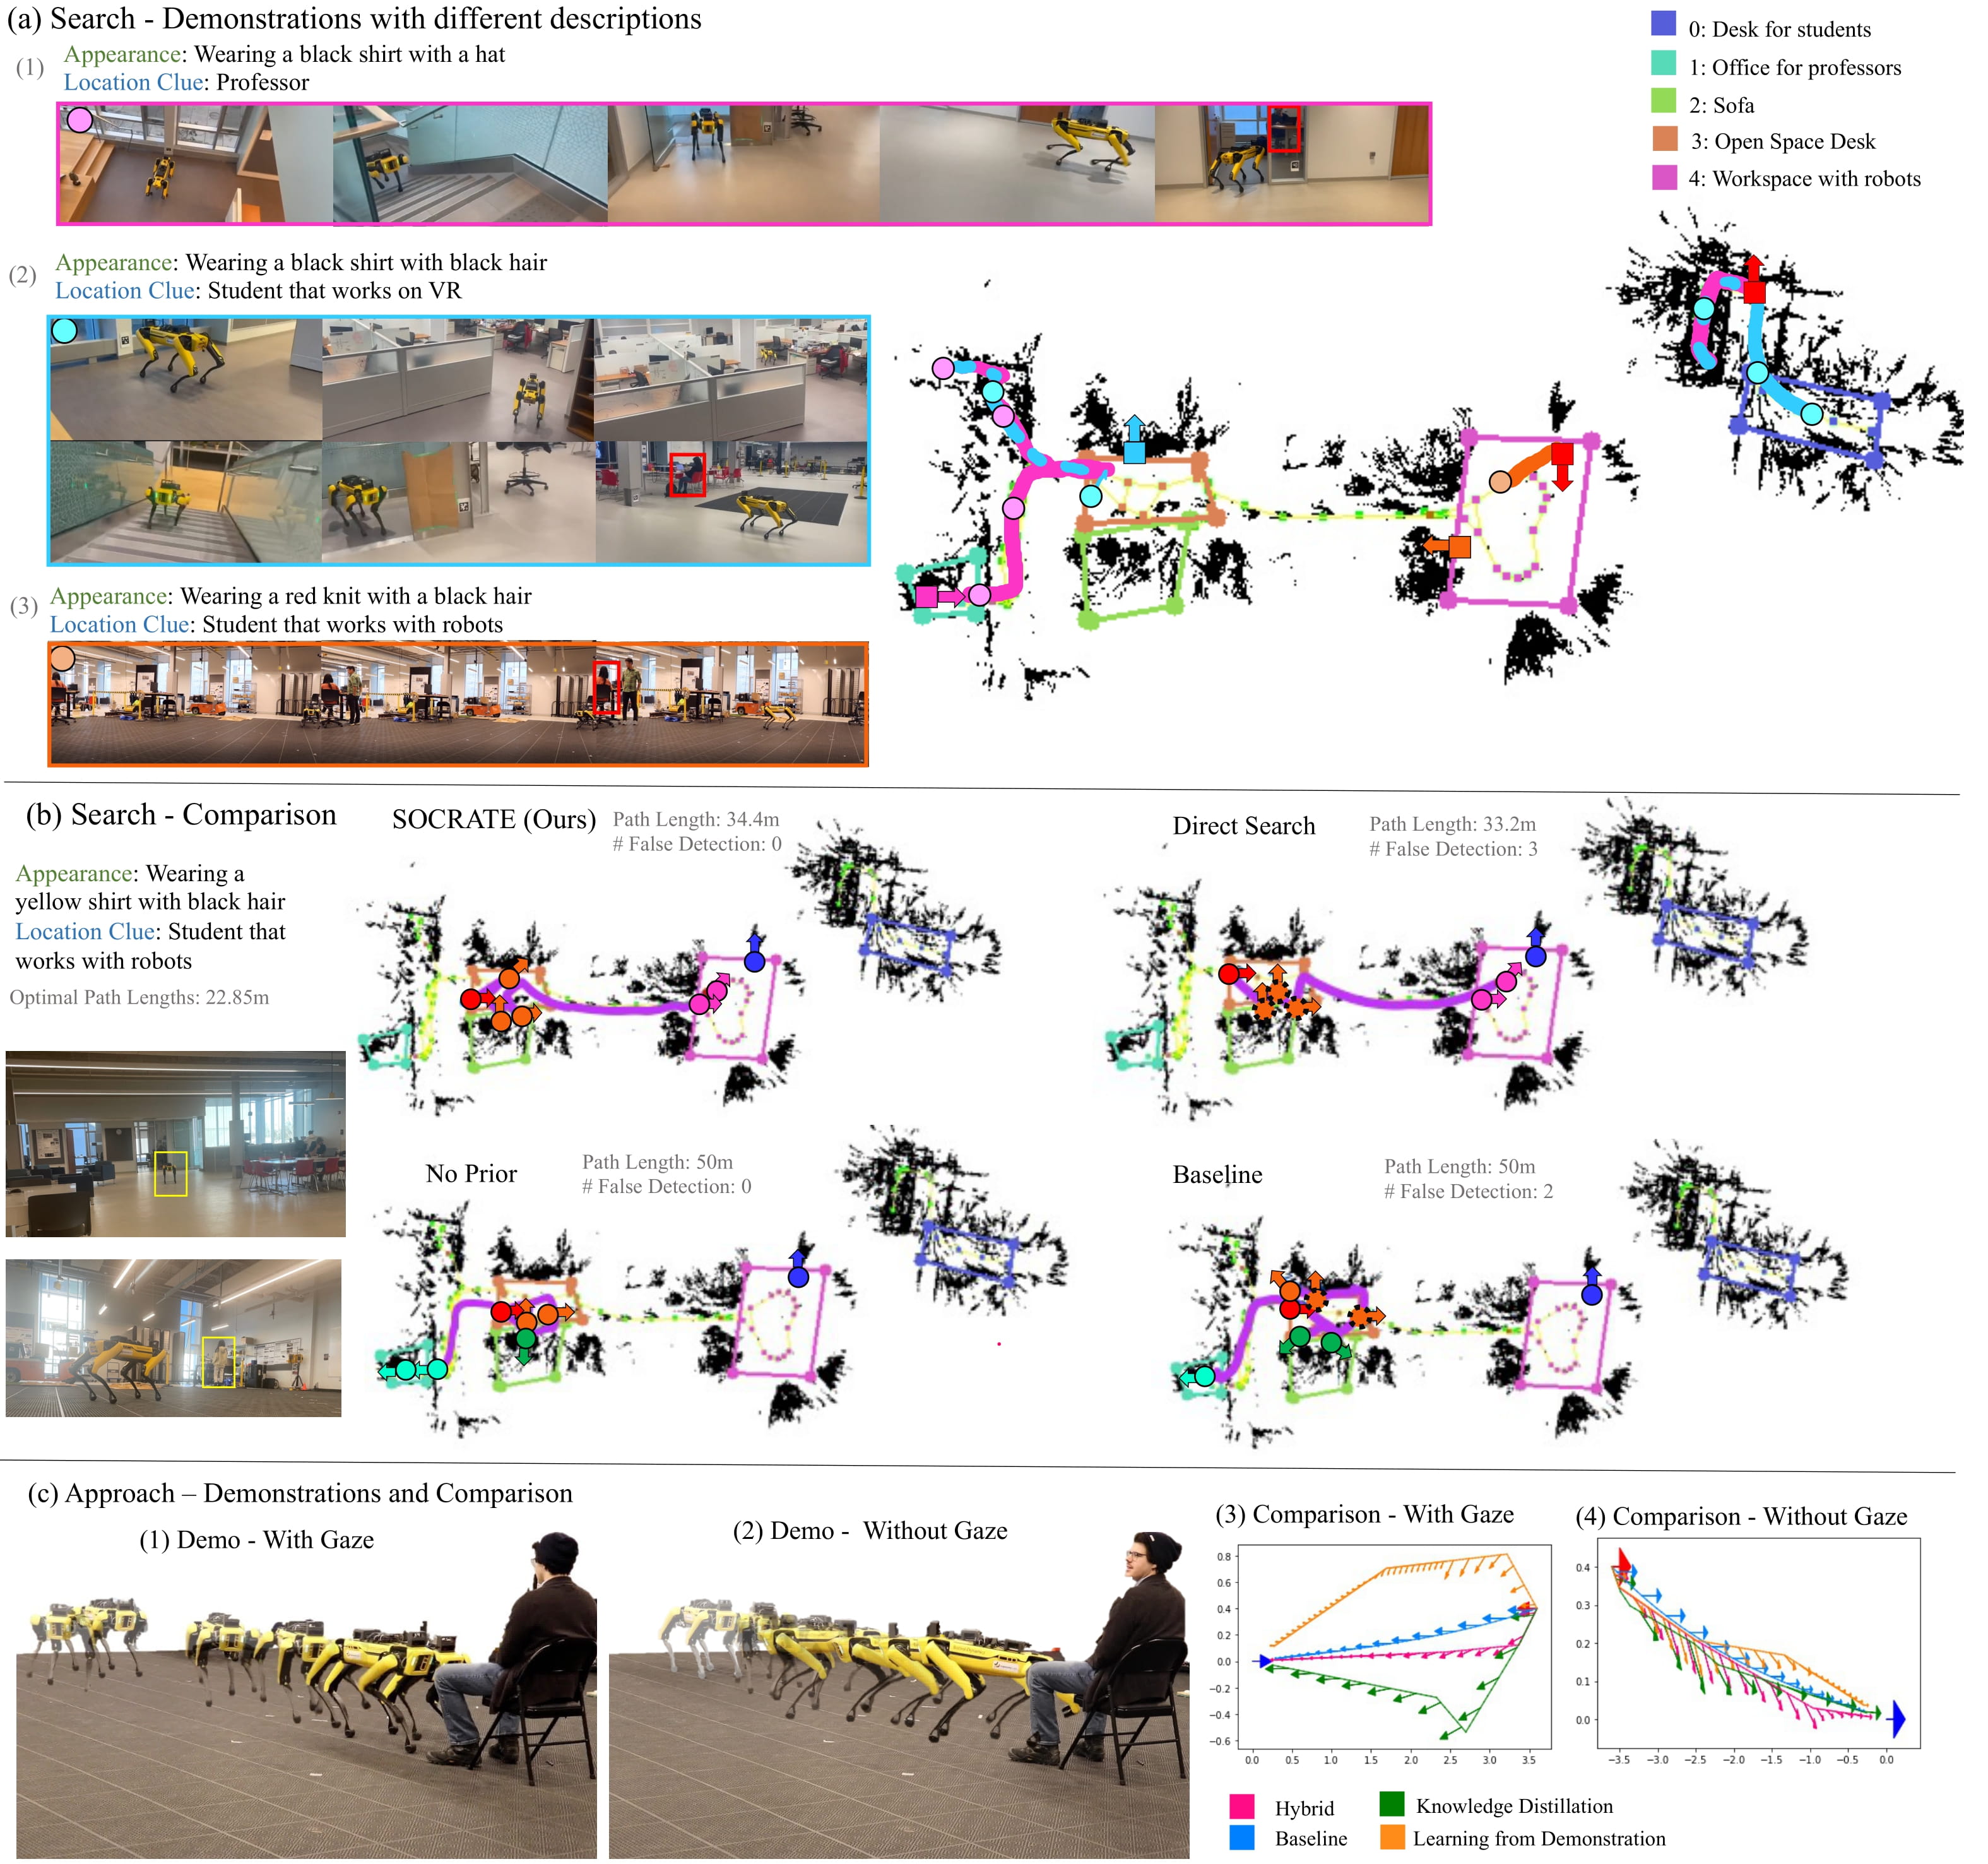 (a) Search - Demonstrations with different descriptions
(1)
Appearance: Wearing a black shirt with a hat
Location Clue: Professor
(2)
Appearance: Wearing a black shirt with black hair
Location Clue: Student that works on VR
(3)
Appearance: Wearing a red knit with a black hair
Location Clue: Student that works with robots
0: Desk for students
1: Office for professors
2: Sofa
3: Open Space Desk
4: Workspace with robots
(b) Search - Comparison
Appearance: Wearing a
yellow shirt with black hair
Location Clue: Student that
works with robots
Optimal Path Lengths: 22.85m
SOCRATE (Ours)
Path Length: 34.4m
# False Detection: 0
Direct Search
Path Length: 33.2m
# False Detection: 3
No Prior
Path Length: 50m
# False Detection: 0
Baseline
Path Length: 50m
# False Detection: 2
(c) Approach – Demonstrations and Comparison
(1) Demo - With Gaze
(2) Demo - Without Gaze
(3) Comparison - With Gaze
0.8
0.6
0.4
0.2
0.0
−0.2
−0.4
−0.6
0.0 0.5 1.0 1.5 2.0 2.5 3.0 3.5
(4) Comparison - Without Gaze
0.4
0.3
0.2
0.1
0.0
−3.5 −3.0 −2.5 −2.0 −1.5 −1.0 −0.5 0.0
Hybrid
Knowledge Distillation
Baseline
Learning from Demonstration